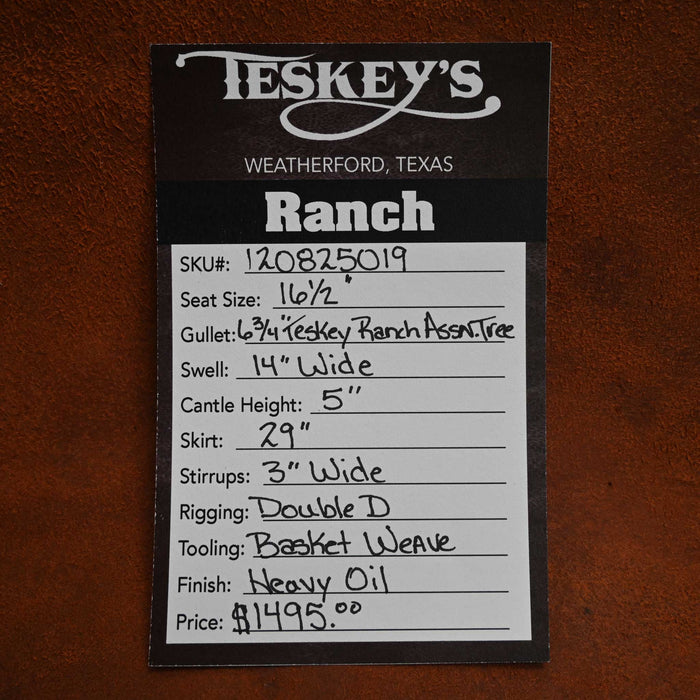 TESKEY'S
WEATHERFORD, TEXAS
Ranch
SKU#: 120825019
Seat Size: 16½"
Gullet: 6¾" Teskey Ranch Assn. Tree
Swell: 14" Wide
Cantle Height: 5"
Skirt: 29"
Stirrups: 3" Wide
Rigging: Double D
Tooling: Basket Weave
Finish: Heavy Oil
Price: $1495.00